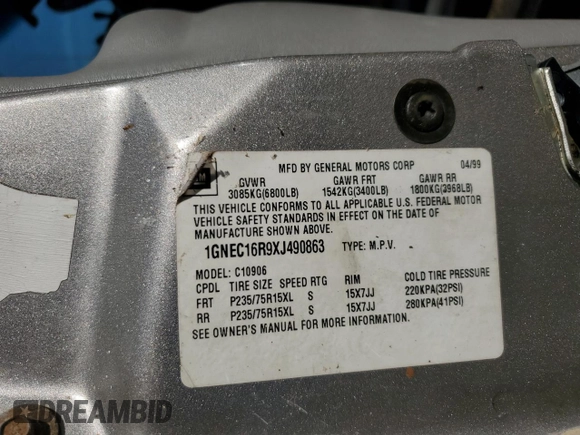 MFD BY GENERAL MOTORS CORP 04/99
GM
GVWR GAWR FRT GAWR RR
3085KG(6800LB) 1542KG(3400LB) 1800KG(3968LB)
THIS VEHICLE CONFORMS TO ALL APPLICABLE U.S. FEDERAL MOTOR
VEHICLE SAFETY STANDARDS IN EFFECT ON THE DATE OF
MANUFACTURE SHOWN ABOVE.
1GNEC16R9XJ490863 TYPE: M.P.V.
MODEL: C10906
CPDL TIRE SIZE SPEED RTG RIM COLD TIRE PRESSURE
FRT P235/75R15XL S 15X7JJ 220KPA(32PSI)
RR P235/75R15XL S 15X7JJ 280KPA(41PSI)
SEE OWNER'S MANUAL FOR MORE INFORMATION.
DREAMBID